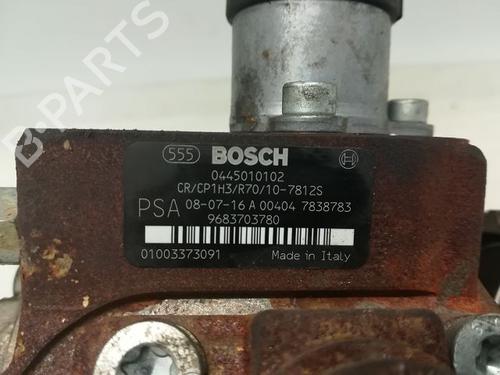 B-PARTS
555 BOSCH
0445010102
CR/CP1H3/R70/10-7812S
PSA 08-07-16 A 00404 7838783
9683703780
01003373091 Made in Italy